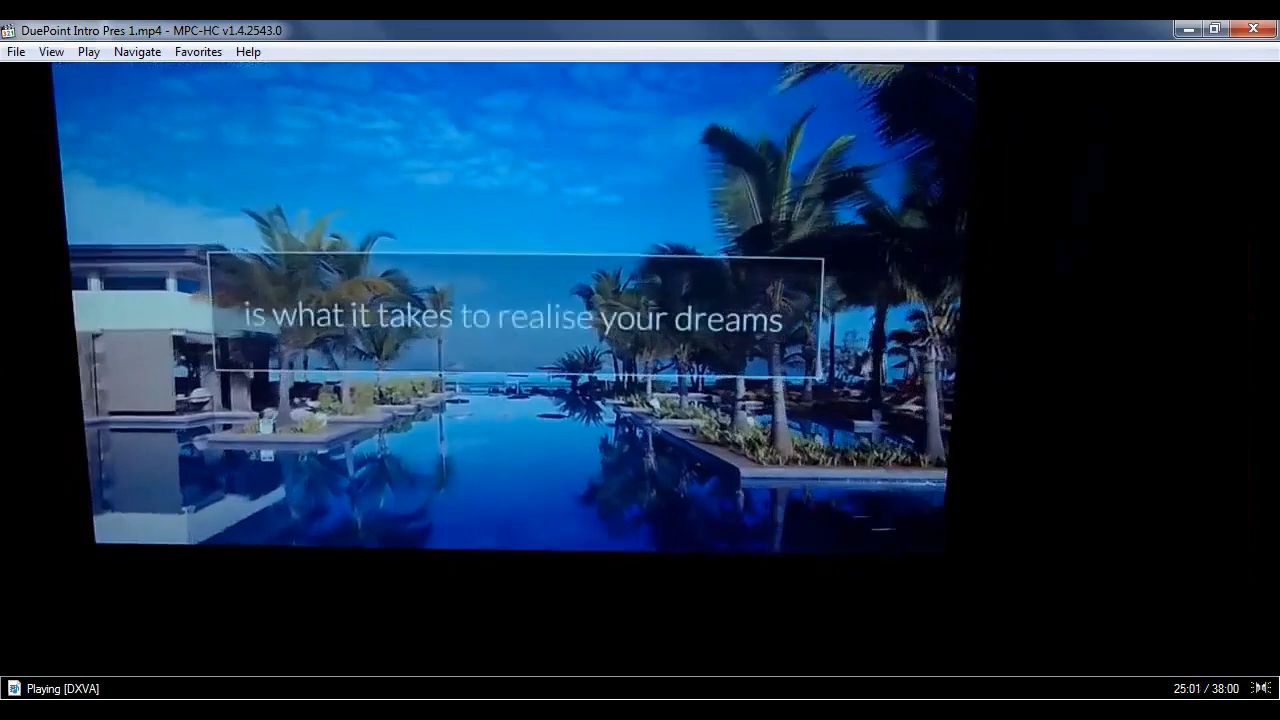 DuePoint Intro Pres 1.mp4 - MPC-HC v1.4.2543.0
File View Play Navigate Favorites Help
is what it takes to realise your dreams
Playing [DXVA]
25:01 / 38:00